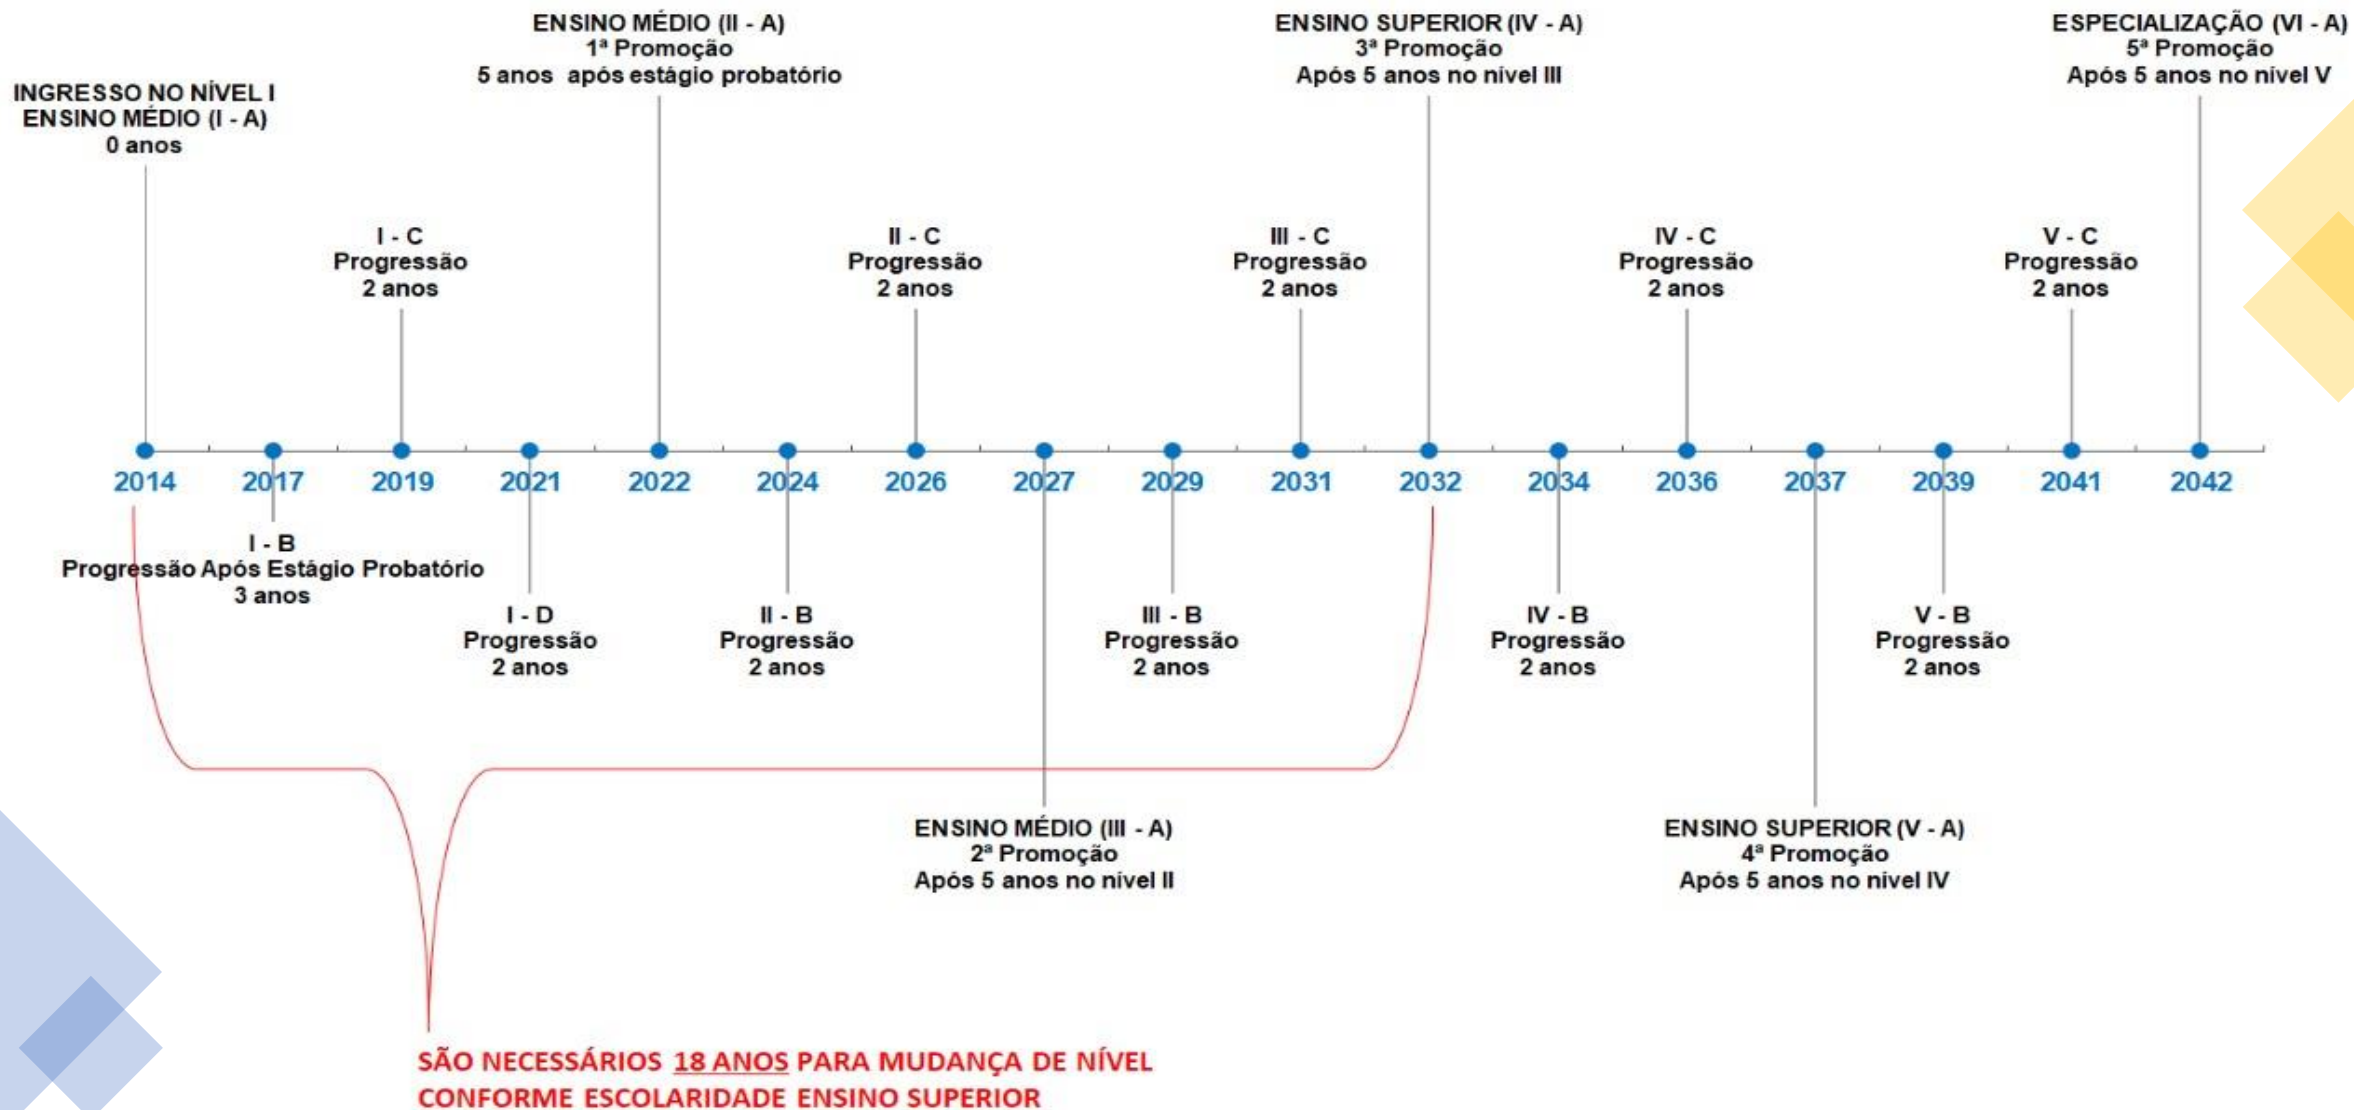 ENSINO MÉDIO (II - A)
1ª Promoção
5 anos após estágio probatório
ENSINO SUPERIOR (IV - A)
3ª Promoção
Após 5 anos no nível III
ESPECIALIZAÇÃO (VI - A)
5ª Promoção
Após 5 anos no nível V
INGRESSO NO NÍVEL I
ENSINO MÉDIO (I - A)
0 anos
I - C
Progressão
2 anos
II - C
Progressão
2 anos
III - C
Progressão
2 anos
IV - C
Progressão
2 anos
V - C
Progressão
2 anos
2014 2017 2019 2021 2022 2024 2026 2027 2029 2031 2032 2034 2036 2037 2039 2041 2042
I - B
Progressão Após Estágio Probatório
3 anos
I - D
Progressão
2 anos
II - B
Progressão
2 anos
III - B
Progressão
2 anos
IV - B
Progressão
2 anos
V - B
Progressão
2 anos
ENSINO MÉDIO (III - A)
2ª Promoção
Após 5 anos no nível II
ENSINO SUPERIOR (V - A)
4ª Promoção
Após 5 anos no nível IV
SÃO NECESSÁRIOS 18 ANOS PARA MUDANÇA DE NÍVEL
CONFORME ESCOLARIDADE ENSINO SUPERIOR